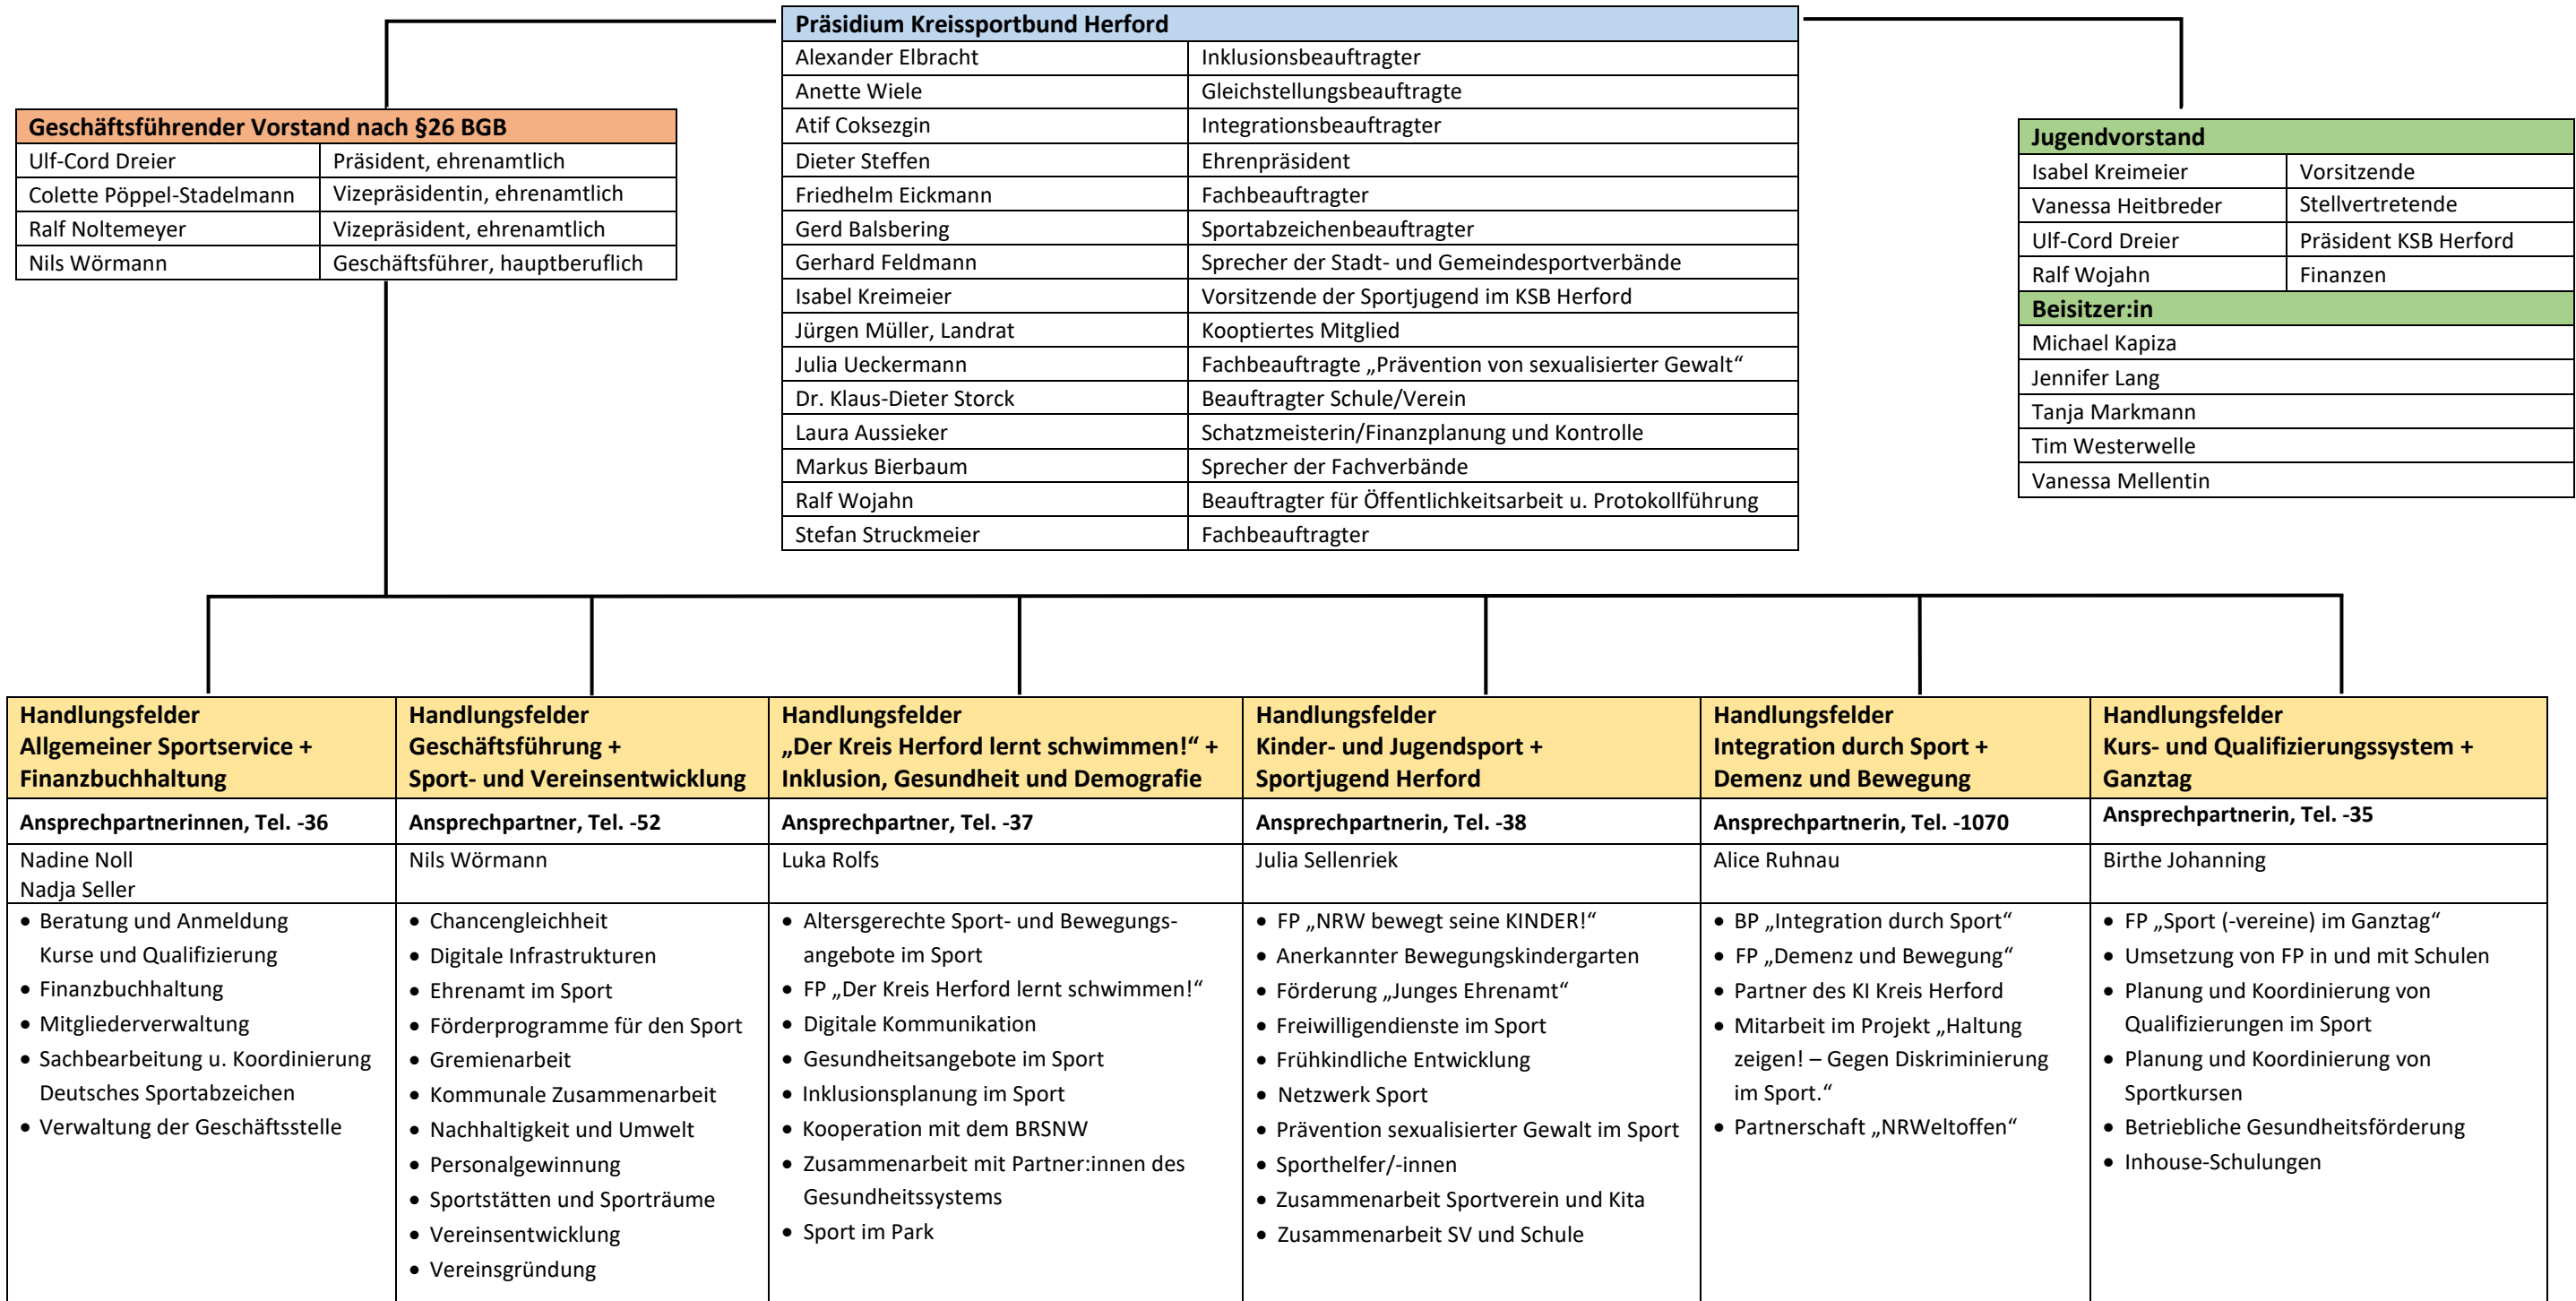 Präsidium Kreissportbund Herford
Alexander Elbracht Inklusionsbeauftragter
Anette Wiele Gleichstellungsbeauftragte
Atif Coksezgin Integrationsbeauftragter
Dieter Steffen Ehrenpräsident
Friedhelm Eickmann Fachbeauftragter
Gerd Balsbering Sportabzeichenbeauftragter
Gerhard Feldmann Sprecher der Stadt- und Gemeindesportverbände
Isabel Kreimeier Vorsitzende der Sportjugend im KSB Herford
Jürgen Müller, Landrat Kooptiertes Mitglied
Julia Ueckermann Fachbeauftragte „Prävention von sexualisierter Gewalt“
Dr. Klaus-Dieter Storck Beauftragter Schule/Verein
Laura Aussieker Schatzmeisterin/Finanzplanung und Kontrolle
Markus Bierbaum Sprecher der Fachverbände
Ralf Wojahn Beauftragter für Öffentlichkeitsarbeit u. Protokollführung
Stefan Struckmeier Fachbeauftragter
Geschäftsführender Vorstand nach §26 BGB
Ulf-Cord Dreier Präsident, ehrenamtlich
Colette Pöppel-Stadelmann Vizepräsidentin, ehrenamtlich
Ralf Noltemeyer Vizepräsident, ehrenamtlich
Nils Wörmann Geschäftsführer, hauptberuflich
Jugendvorstand
Isabel Kreimeier Vorsitzende
Vanessa Heitbreder Stellvertretende
Ulf-Cord Dreier Präsident KSB Herford
Ralf Wojahn Finanzen
Beisitzer:in
Michael Kapiza
Jennifer Lang
Tanja Markmann
Tim Westerwelle
Vanessa Mellentin
Handlungsfelder
Allgemeiner Sportservice +
Finanzbuchhaltung
Ansprechpartnerinnen, Tel. -36
Nadine Noll
Nadja Seller
• Beratung und Anmeldung
Kurse und Qualifizierung
• Finanzbuchhaltung
• Mitgliederverwaltung
• Sachbearbeitung u. Koordinierung
Deutsches Sportabzeichen
• Verwaltung der Geschäftsstelle
Handlungsfelder
Geschäftsführung +
Sport- und Vereinsentwicklung
Ansprechpartner, Tel. -52
Nils Wörmann
• Chancengleichheit
• Digitale Infrastrukturen
• Ehrenamt im Sport
• Förderprogramme für den Sport
• Gremienarbeit
• Kommunale Zusammenarbeit
• Nachhaltigkeit und Umwelt
• Personalgewinnung
• Sportstätten und Sporträume
• Vereinsentwicklung
• Vereinsgründung
Handlungsfelder
„Der Kreis Herford lernt schwimmen!“ +
Inklusion, Gesundheit und Demografie
Ansprechpartner, Tel. -37
Luka Rolfs
• Altersgerechte Sport- und Bewegungs-
angebote im Sport
• FP „Der Kreis Herford lernt schwimmen!“
• Digitale Kommunikation
• Gesundheitsangebote im Sport
• Inklusionsplanung im Sport
• Kooperation mit dem BRSNW
• Zusammenarbeit mit Partner:innen des
Gesundheitssystems
• Sport im Park
Handlungsfelder
Kinder- und Jugendsport +
Sportjugend Herford
Ansprechpartnerin, Tel. -38
Julia Sellenriek
• FP „NRW bewegt seine KINDER!“
• Anerkannter Bewegungskindergarten
• Förderung „Junges Ehrenamt“
• Freiwilligendienste im Sport
• Frühkindliche Entwicklung
• Netzwerk Sport
• Prävention sexualisierter Gewalt im Sport
• Sporthelfer/-innen
• Zusammenarbeit Sportverein und Kita
• Zusammenarbeit SV und Schule
Handlungsfelder
Integration durch Sport +
Demenz und Bewegung
Ansprechpartnerin, Tel. -1070
Alice Ruhnau
• BP „Integration durch Sport“
• FP „Demenz und Bewegung“
• Partner des KI Kreis Herford
• Mitarbeit im Projekt „Haltung
zeigen! – Gegen Diskriminierung
im Sport.“
• Partnerschaft „NRWeltoffen“
Handlungsfelder
Kurs- und Qualifizierungssystem +
Ganztag
Ansprechpartnerin, Tel. -35
Birthe Johanning
• FP „Sport (-vereine) im Ganztag“
• Umsetzung von FP in und mit Schulen
• Planung und Koordinierung von
Qualifizierungen im Sport
• Planung und Koordinierung von
Sportkursen
• Betriebliche Gesundheitsförderung
• Inhouse-Schulungen